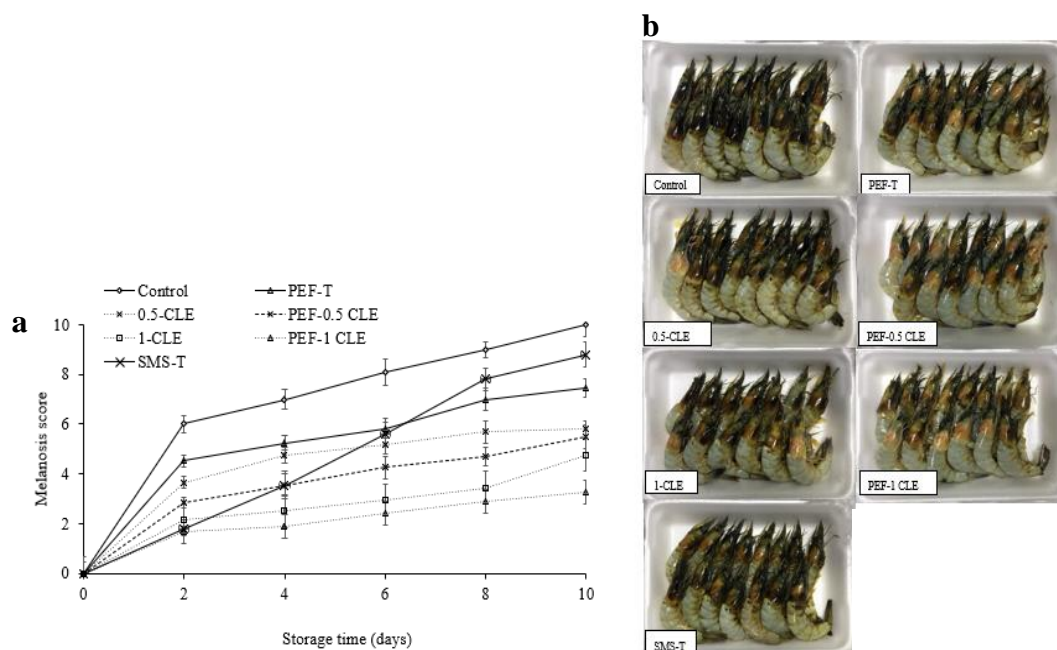 a
Control
PEF-T
0.5-CLE
PEF-0.5 CLE
1-CLE
PEF-1 CLE
SMS-T
10
8
6
4
2
0
Melanosis score
0 2 4 6 8 10
Storage time (days)
b
Control
PEF-T
0.5-CLE
PEF-0.5 CLE
1-CLE
PEF-1 CLE
SMS-T